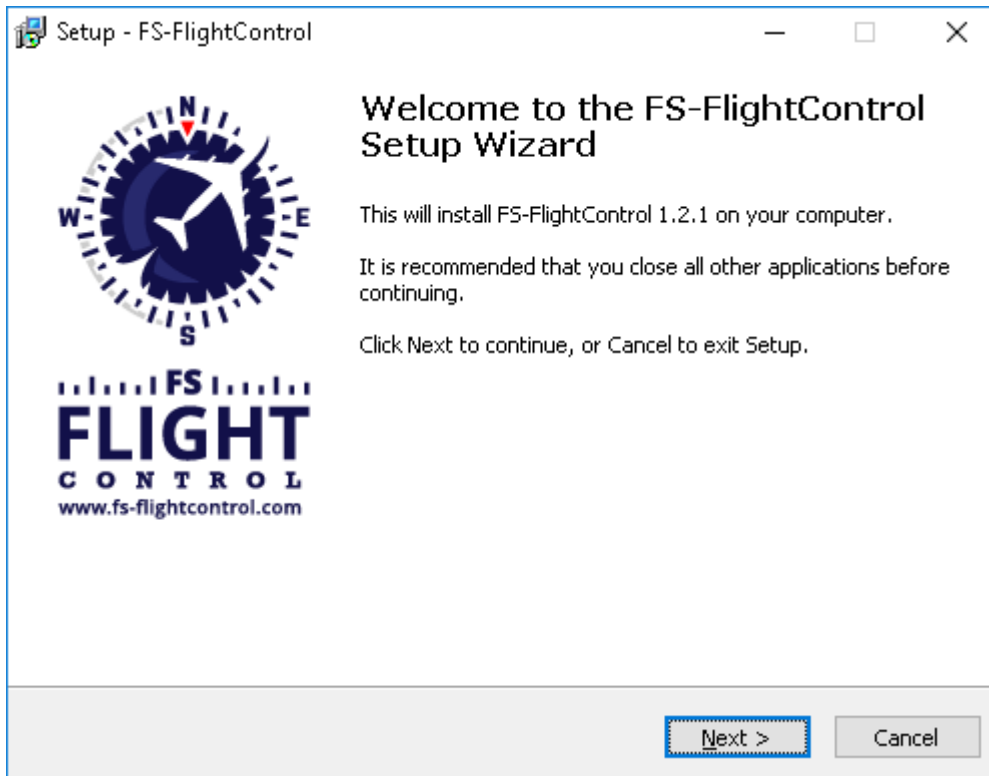 Setup - FS-FlightControl
N
W
E
S
FS
FLIGHT
CONTROL
www.fs-flightcontrol.com
Welcome to the FS-FlightControl
Setup Wizard
This will install FS-FlightControl 1.2.1 on your computer.
It is recommended that you close all other applications before
continuing.
Click Next to continue, or Cancel to exit Setup.
Next >
Cancel